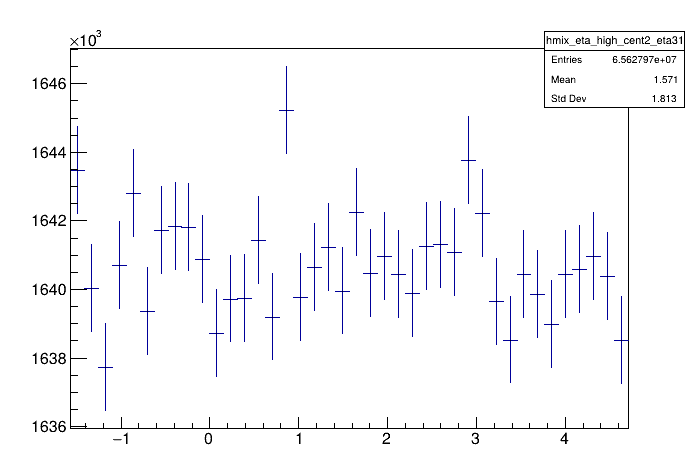 ×10³
hmix_eta_high_cent2_eta31
Entries 6.562797e+07
Mean 1.571
Std Dev 1.813
1646
1644
1642
1640
1638
1636
−1 0 1 2 3 4